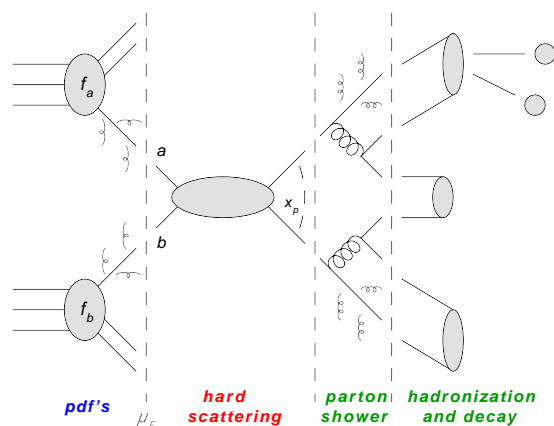 f_a
a
x_p
b
f_b
pdf's
μ_F
hard
scattering
parton
shower
hadronization
and decay